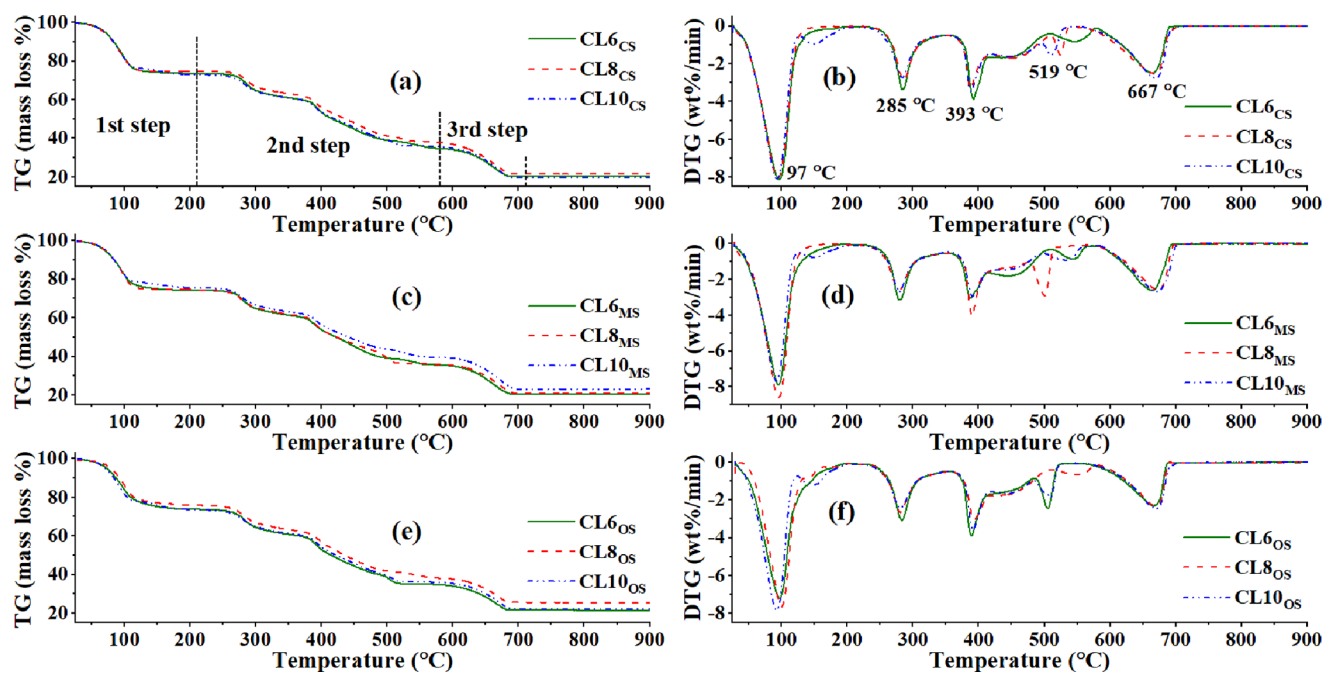 TG (mass loss %)
100
80
60
40
20
(a)
1st step
2nd step
3rd step
CL6CS
CL8CS
CL10CS
100 200 300 400 500 600 700 800 900
Temperature (°C)
DTG (wt%/min)
0
-2
-4
-6
-8
(b)
97 °C
285 °C
393 °C
519 °C
667 °C
CL6CS
CL8CS
CL10CS
100 200 300 400 500 600 700 800 900
Temperature (°C)
TG (mass loss %)
100
80
60
40
20
(c)
CL6MS
CL8MS
CL10MS
100 200 300 400 500 600 700 800 900
Temperature (°C)
DTG (wt%/min)
0
-2
-4
-6
-8
(d)
CL6MS
CL8MS
CL10MS
100 200 300 400 500 600 700 800 900
Temperature (°C)
TG (mass loss %)
100
80
60
40
20
(e)
CL6OS
CL8OS
CL10OS
100 200 300 400 500 600 700 800 900
Temperature (°C)
DTG (wt%/min)
0
-2
-4
-6
-8
(f)
CL6OS
CL8OS
CL10OS
100 200 300 400 500 600 700 800 900
Temperature (°C)